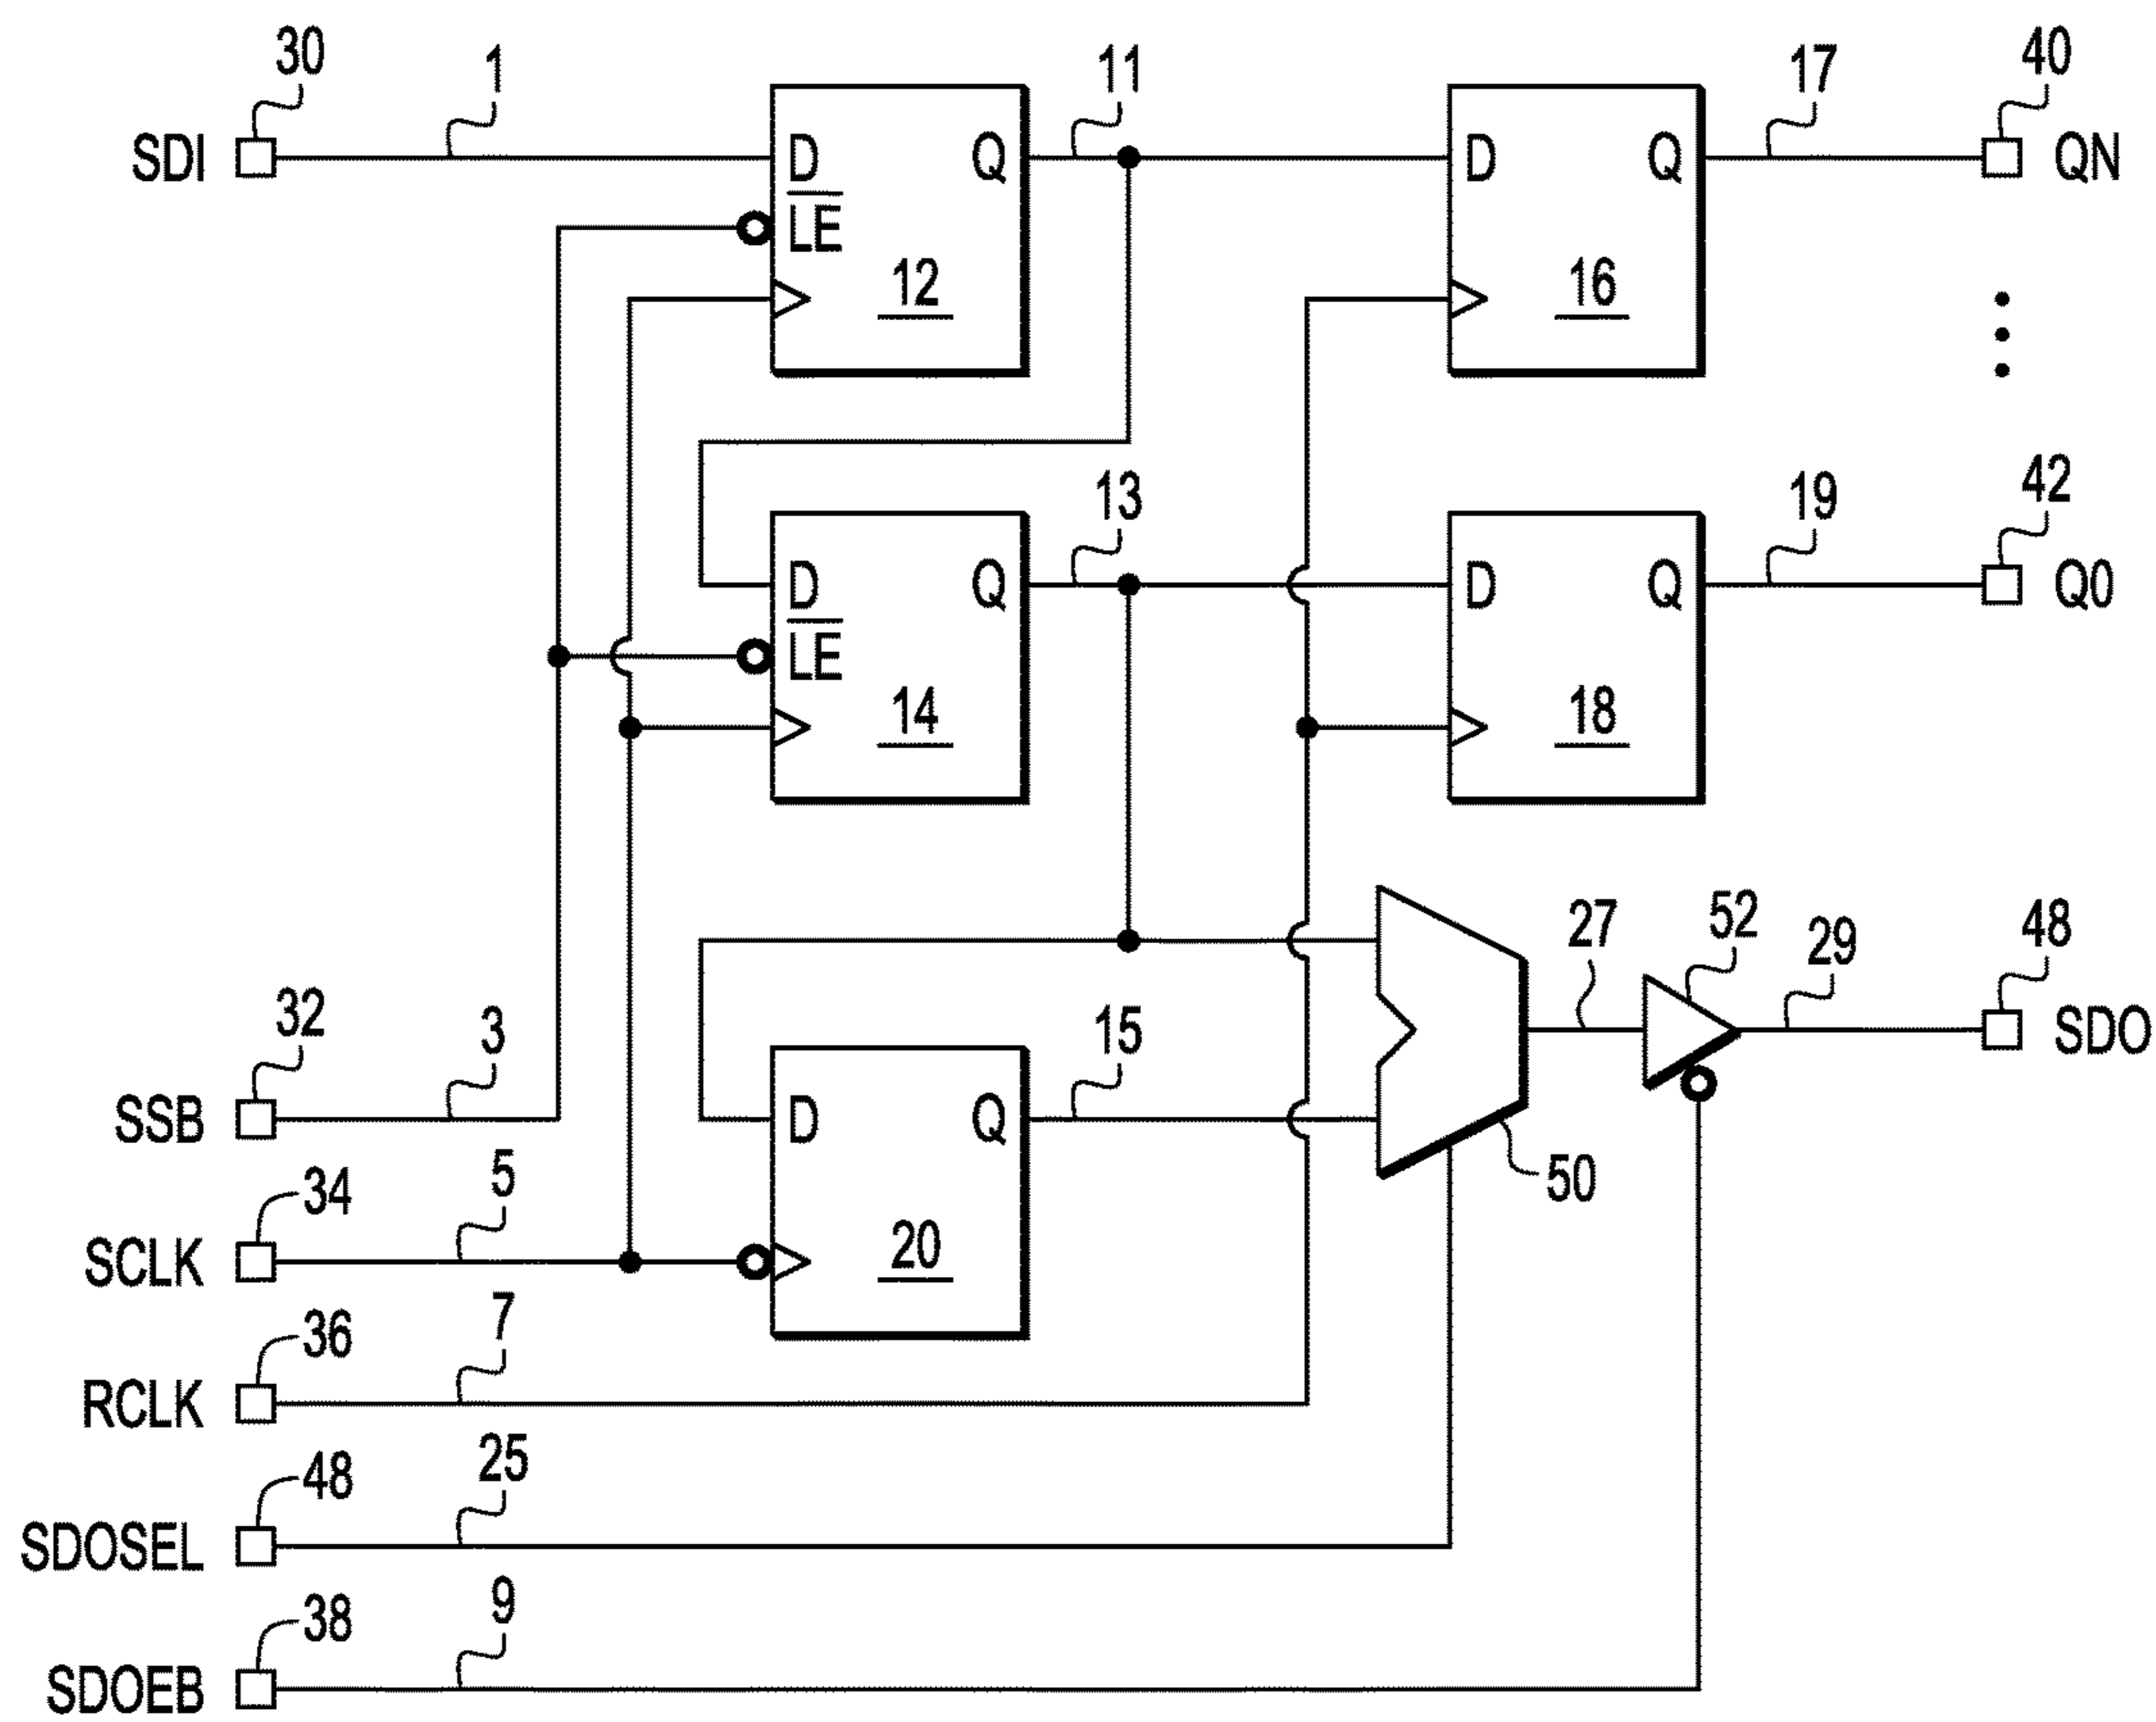 30 1 11 17 40
SDI D Q D Q QN
LE
12 16
13 19 42
D Q D Q Q0
LE
14 18
27 52 29 48
32 3 15 SDO
SSB D Q
34 5 50
SCLK 20
36 7
RCLK
48 25
SDOSEL
38 9
SDOEB